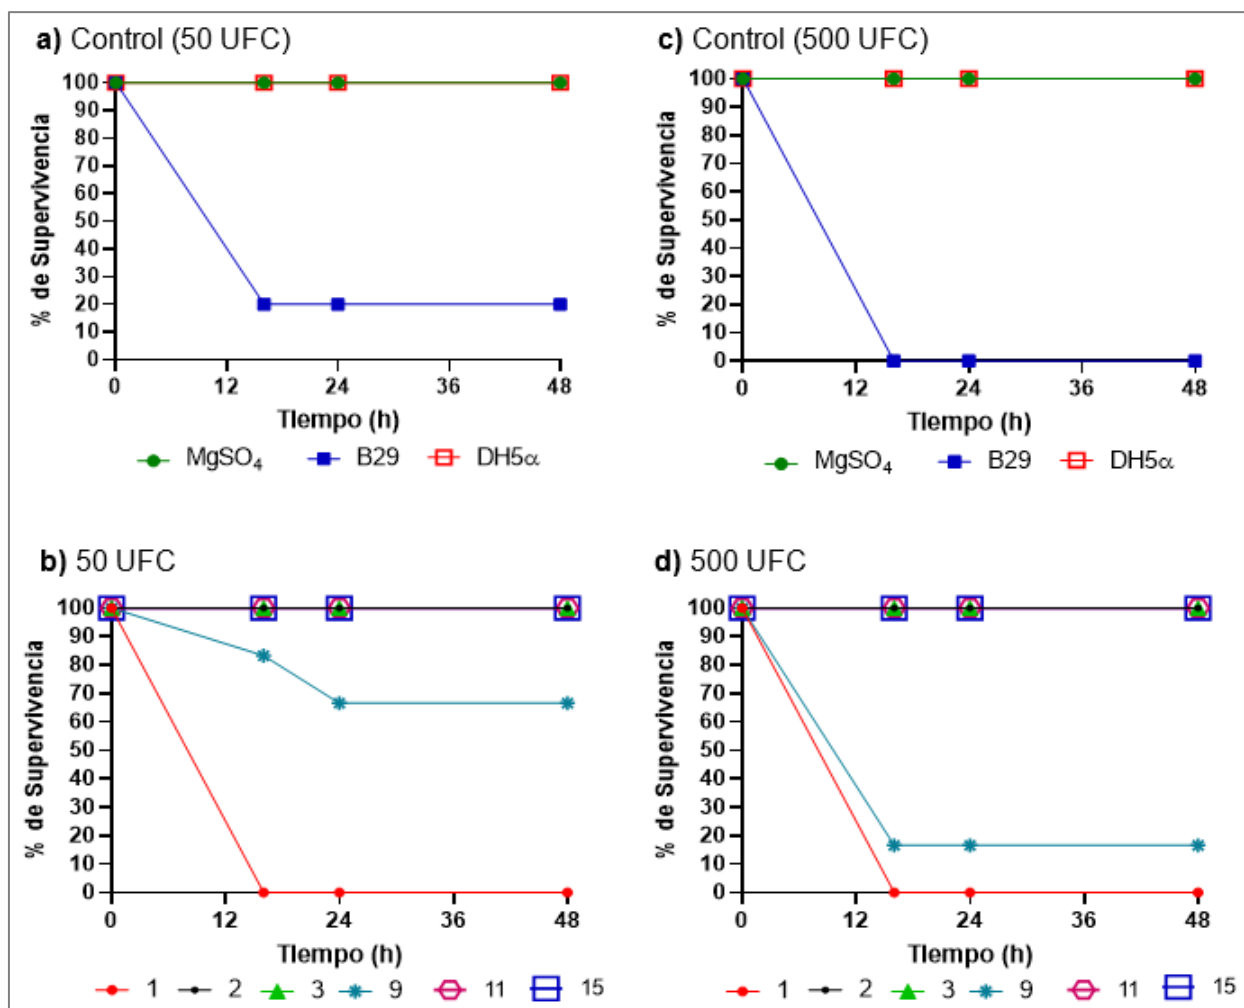 a) Control (50 UFC)
100
90
80
70
60
50
40
30
20
10
0
% de Supervivencia
0 12 24 36 48
TIempo (h)
MgSO₄ B29 DH5α
c) Control (500 UFC)
100
90
80
70
60
50
40
30
20
10
0
% de Supervivencia
0 12 24 36 48
TIempo (h)
MgSO₄ B29 DH5α
b) 50 UFC
100
90
80
70
60
50
40
30
20
10
0
% de Supervivencia
0 12 24 36 48
TIempo (h)
1 2 3 9 11 15
d) 500 UFC
100
90
80
70
60
50
40
30
20
10
0
% de Supervivencia
0 12 24 36 48
TIempo (h)
1 2 3 9 11 15